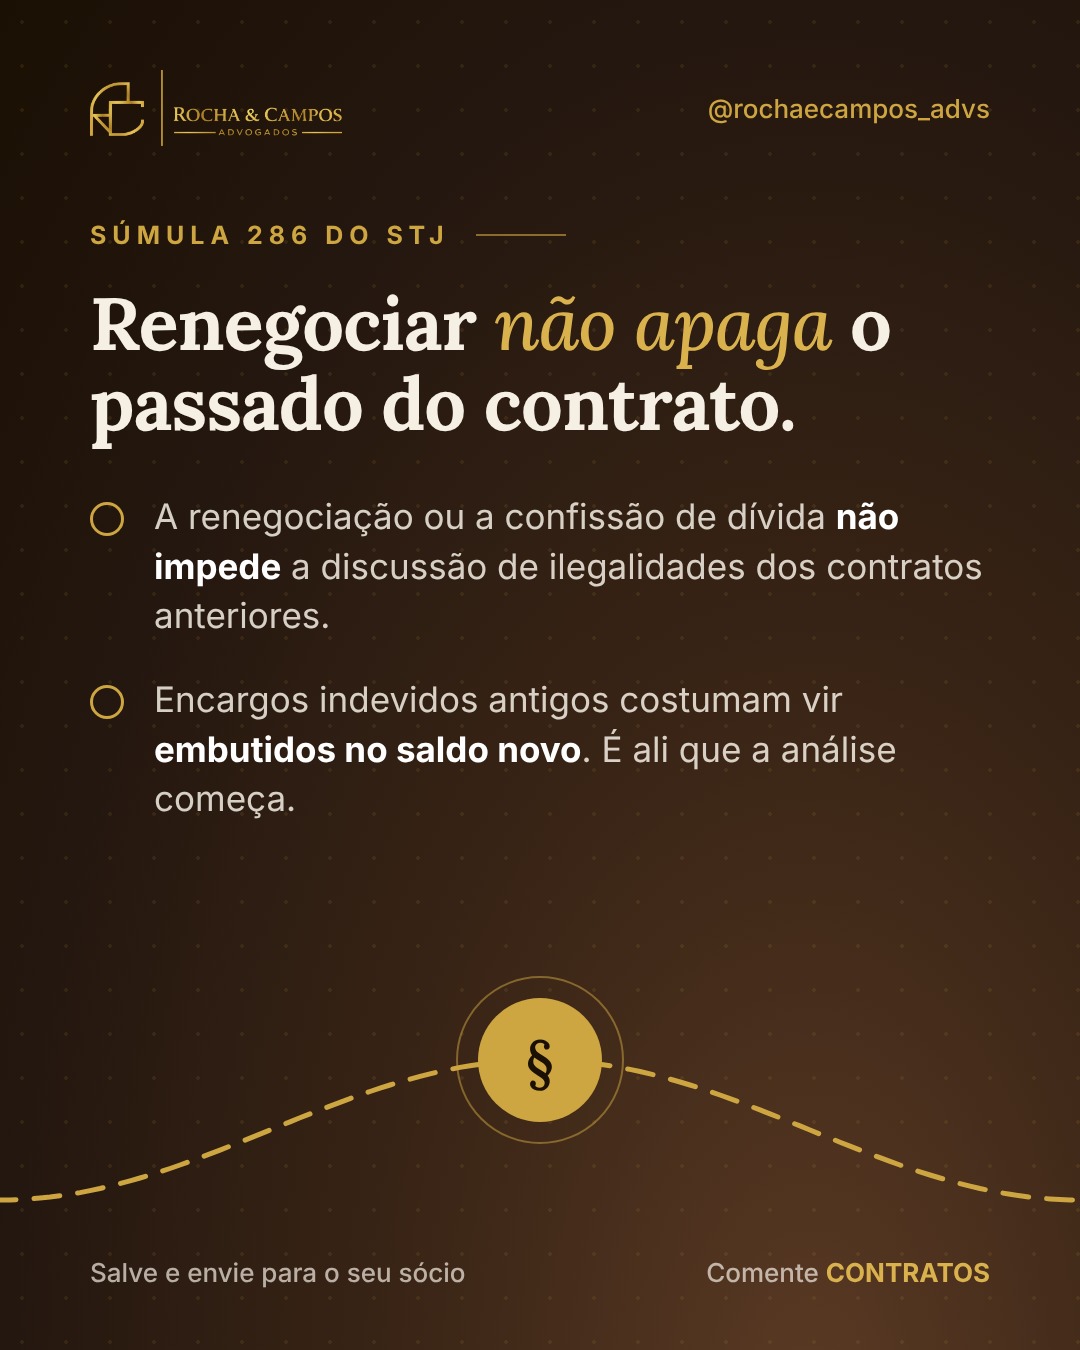 ROCHA & CAMPOS
ADVOGADOS
@rochaecampos_advs
SÚMULA 286 DO STJ
Renegociar não apaga o
passado do contrato.
A renegociação ou a confissão de dívida não
impede a discussão de ilegalidades dos contratos
anteriores.
Encargos indevidos antigos costumam vir
embutidos no saldo novo. É ali que a análise
começa.
§
Salve e envie para o seu sócio
Comente CONTRATOS